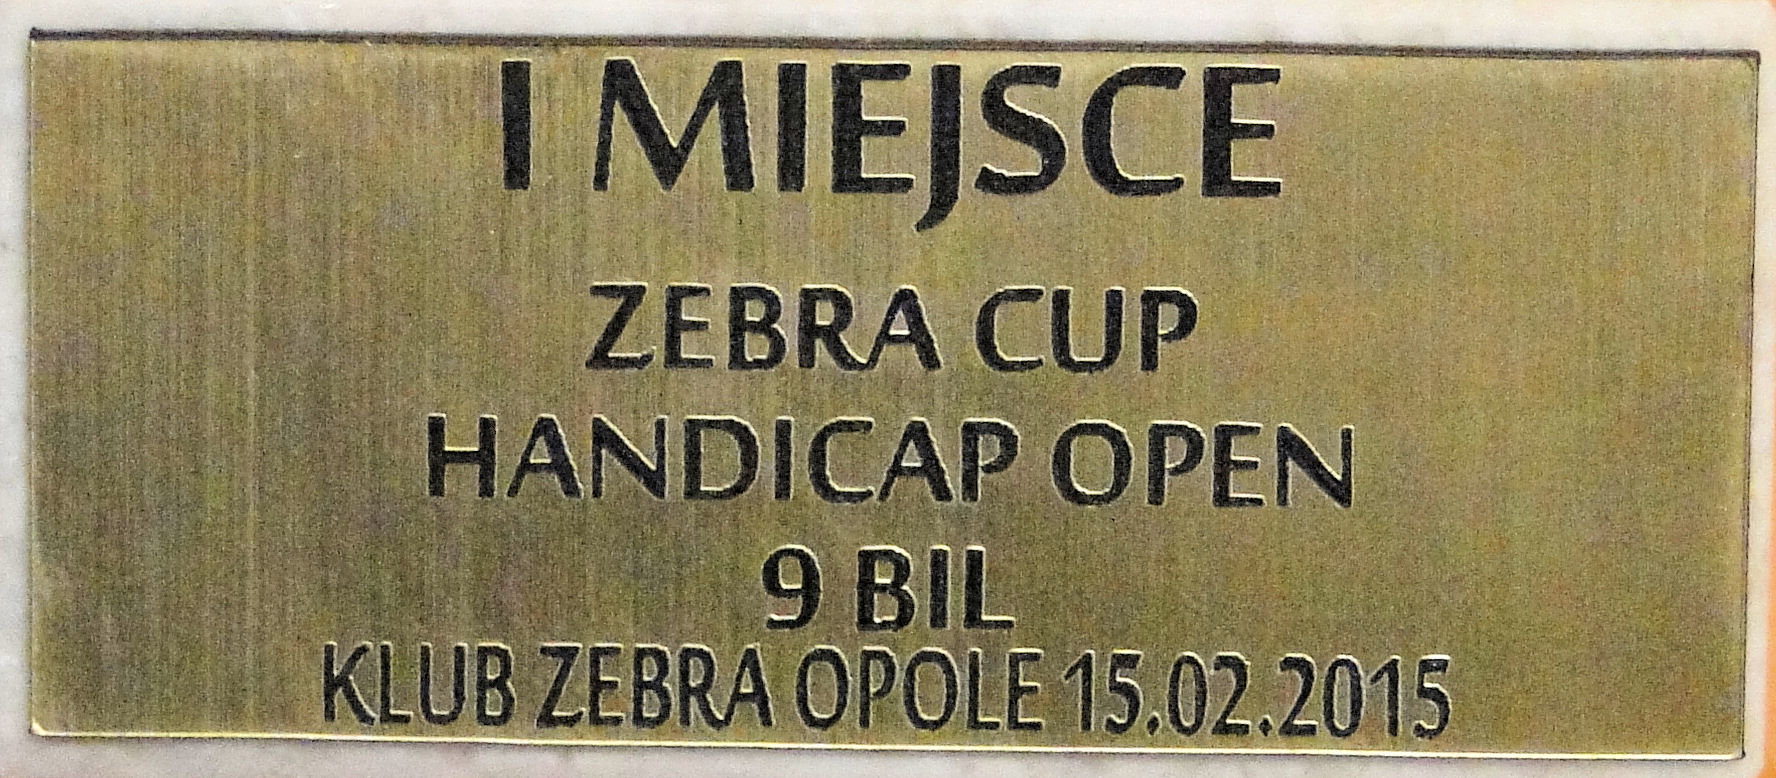 I MIEJSCE
ZEBRA CUP
HANDICAP OPEN
9 BIL
KLUB ZEBRA OPOLE 15.02.2015